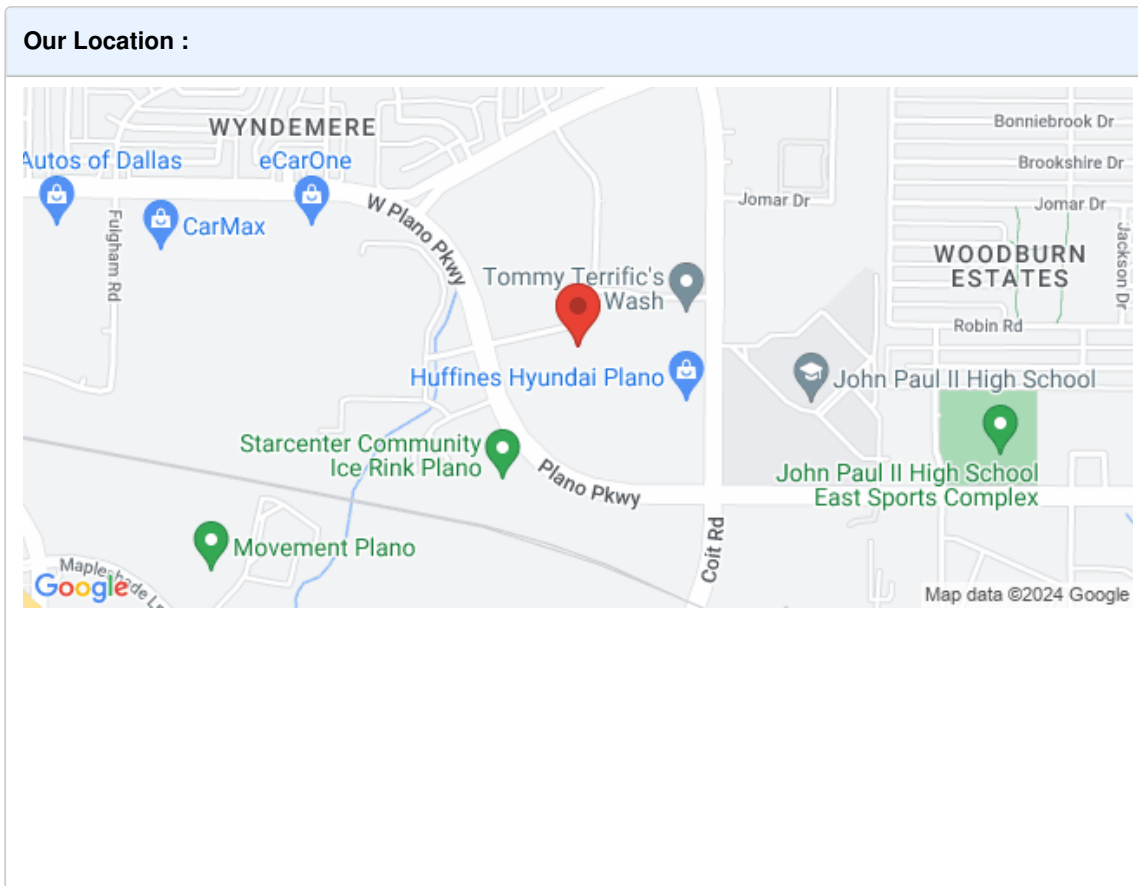 Our Location :
WYNDEMERE
Bonniebrook Dr
Autos of Dallas
eCarOne
Brookshire Dr
CarMax
W Plano Pkwy
Jomar Dr
Jomar Dr
Fulgham Rd
Jackson Dr
WOODBURN
ESTATES
Tommy Terrific's
Wash
Robin Rd
Huffines Hyundai Plano
John Paul II High School
Starcenter Community
Ice Rink Plano
Plano Pkwy
John Paul II High School
East Sports Complex
Coit Rd
Movement Plano
Mapleshade Ln
Google
Map data ©2024 Google